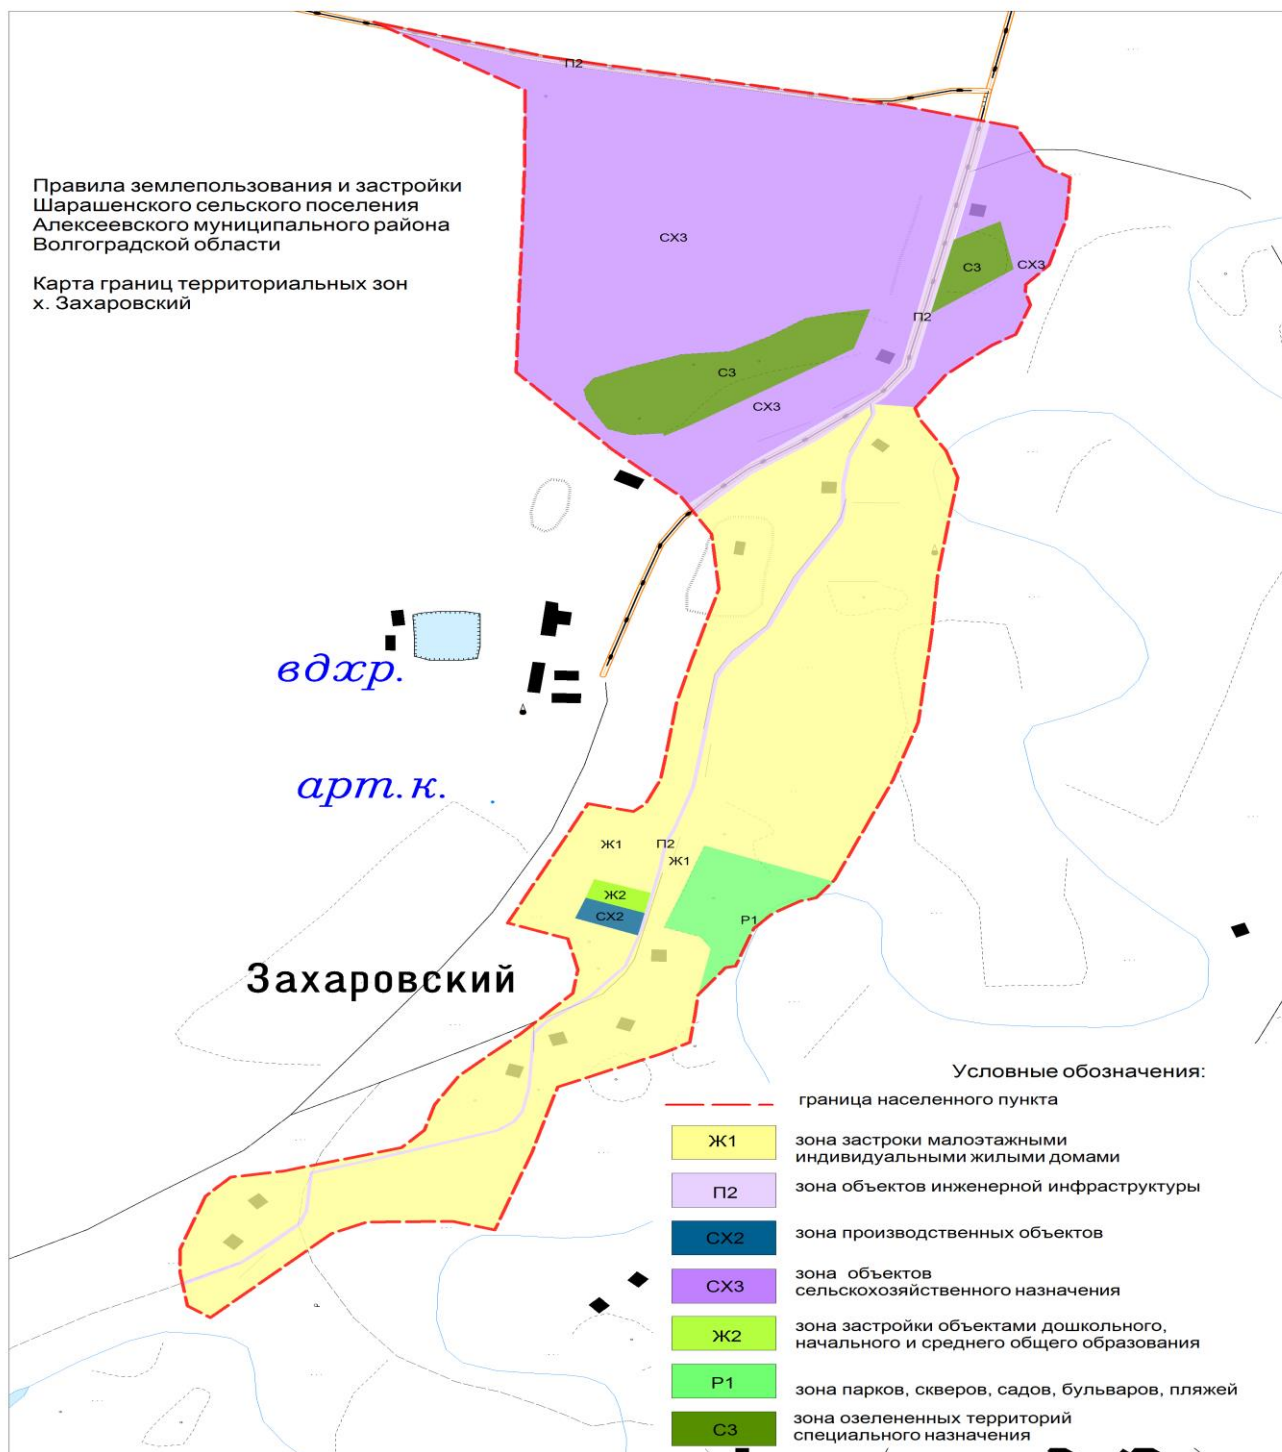 П2
Правила землепользования и застройки
Шарашенского сельского поселения
Алексеевского муниципального района
Волгоградской области
Карта границ территориальных зон
х. Захаровский
СХ3
С3
СХ3
П2
С3
СХ3
вдхр.
арт.к.
Ж1
П2
Ж1
Ж2
СХ2
Р1
Захаровский
Условные обозначения:
граница населенного пункта
Ж1
зона застроки малоэтажными
индивидуальными жилыми домами
П2
зона объектов инженерной инфраструктуры
СХ2
зона производственных объектов
СХ3
зона объектов
сельскохозяйственного назначения
Ж2
зона застройки объектами дошкольного,
начального и среднего общего образования
Р1
зона парков, скверов, садов, бульваров, пляжей
С3
зона озелененных территорий
специального назначения